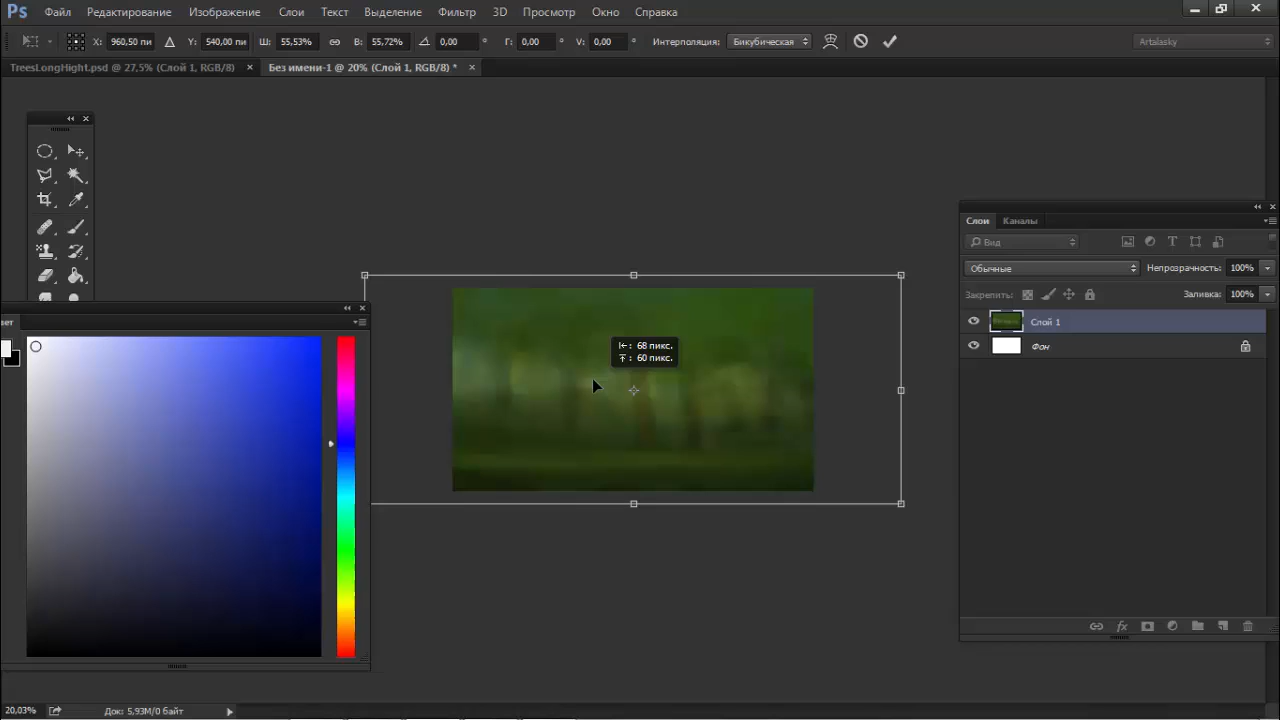 Ps Файл Редактирование Изображение Слои Текст Выделение Фильтр 3D Просмотр Окно Справка
X: 960,50 пи Y: 540,00 пи Ш: 55,53% В: 55,72% 0,00 ° Г: 0,00 ° V: 0,00 ° Интерполяция: Бикубическая Artalasky
TreesLongHight.psd @ 27,5% (Слой 1, RGB/8) × Без имени-1 @ 20% (Слой 1, RGB/8) * ×
Слои Каналы
Вид
Обычные Непрозрачность: 100%
Закрепить: Заливка: 100%
Слой 1
Фон
вет
68 пикс.
60 пикс.
20,03% Док: 5,93M/0 байт